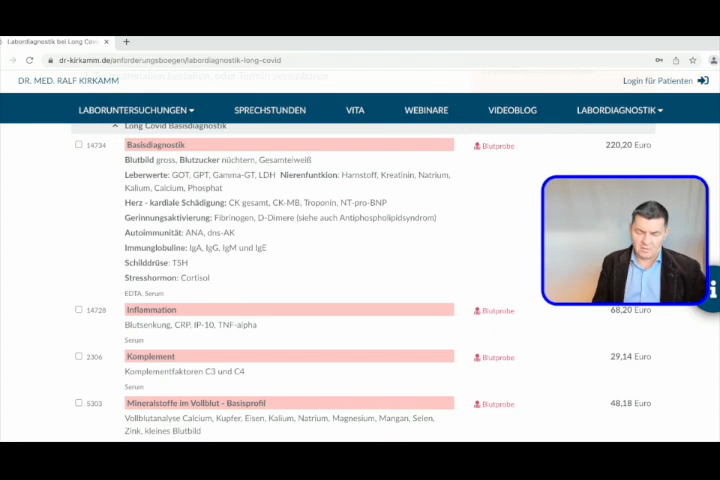 Labordiagnostik bei Long Covi
dr-kirkamm.de/anforderungsboegen/labordiagnostik-long-covid
DR. MED. RALF KIRKAMM
Login für Patienten
LABORUNTERSUCHUNGEN SPRECHSTUNDEN VITA WEBINARE VIDEOBLOG LABORDIAGNOSTIK
Long Covid Basisdiagnostik
14734 Basisdiagnostik Blutprobe 220,20 Euro
Blutbild gross, Blutzucker nüchtern, Gesamteiweiß
Leberwerte: GOT, GPT, Gamma-GT, LDH Nierenfunktion: Harnstoff, Kreatinin, Natrium,
Kalium, Calcium, Phosphat
Herz - kardiale Schädigung: CK gesamt, CK-MB, Troponin, NT-pro-BNP
Gerinnungsaktivierung: Fibrinogen, D-Dimere (siehe auch Antiphospholipidsyndrom)
Autoimmunität: ANA, dns-AK
Immunglobuline: IgA, IgG, IgM und IgE
Schilddrüse: TSH
Stresshormon: Cortisol
EDTA, Serum
14728 Inflammation Blutprobe 68,20 Euro
Blutsenkung, CRP, IP-10, TNF-alpha
Serum
2306 Komplement Blutprobe 29,14 Euro
Komplementfaktoren C3 und C4
Serum
5303 Mineralstoffe im Vollblut - Basisprofil Blutprobe 48,18 Euro
Vollblutanalyse Calcium, Kupfer, Eisen, Kalium, Natrium, Magnesium, Mangan, Selen,
Zink, kleines Blutbild